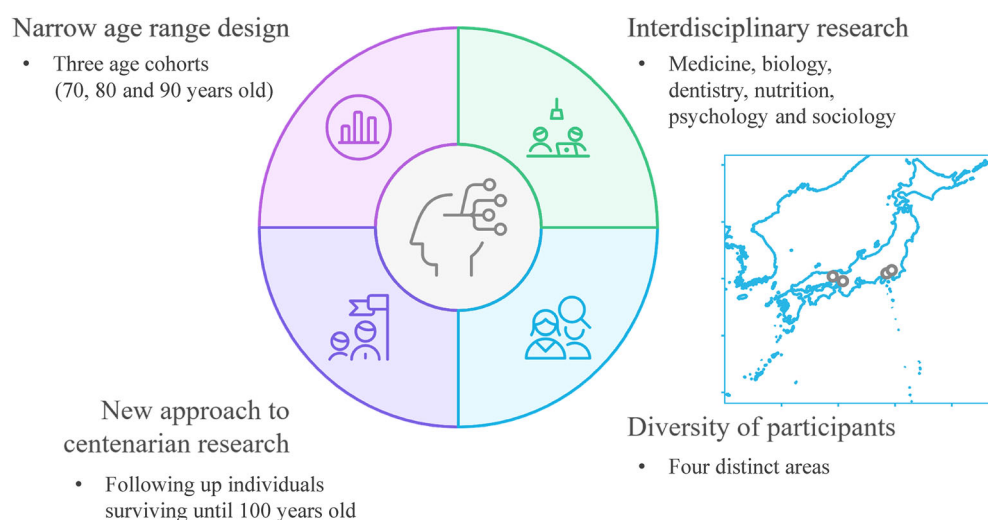 Narrow age range design
• Three age cohorts
(70, 80 and 90 years old)
Interdisciplinary research
• Medicine, biology,
dentistry, nutrition,
psychology and sociology
New approach to
centenarian research
• Following up individuals
surviving until 100 years old
Diversity of participants
• Four distinct areas